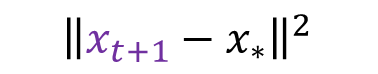 ‖x_{t+1} − x_*‖²